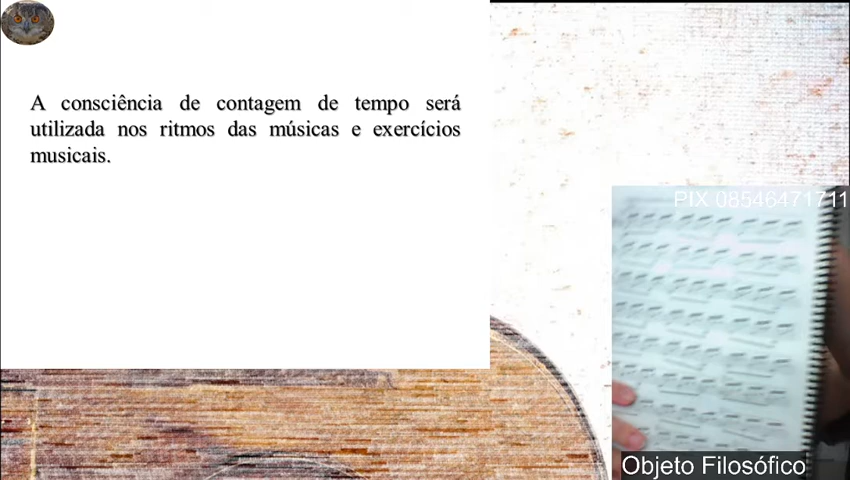 A consciência de contagem de tempo será
utilizada nos ritmos das músicas e exercícios
musicais.
PIX 08546471711
Objeto Filosófico